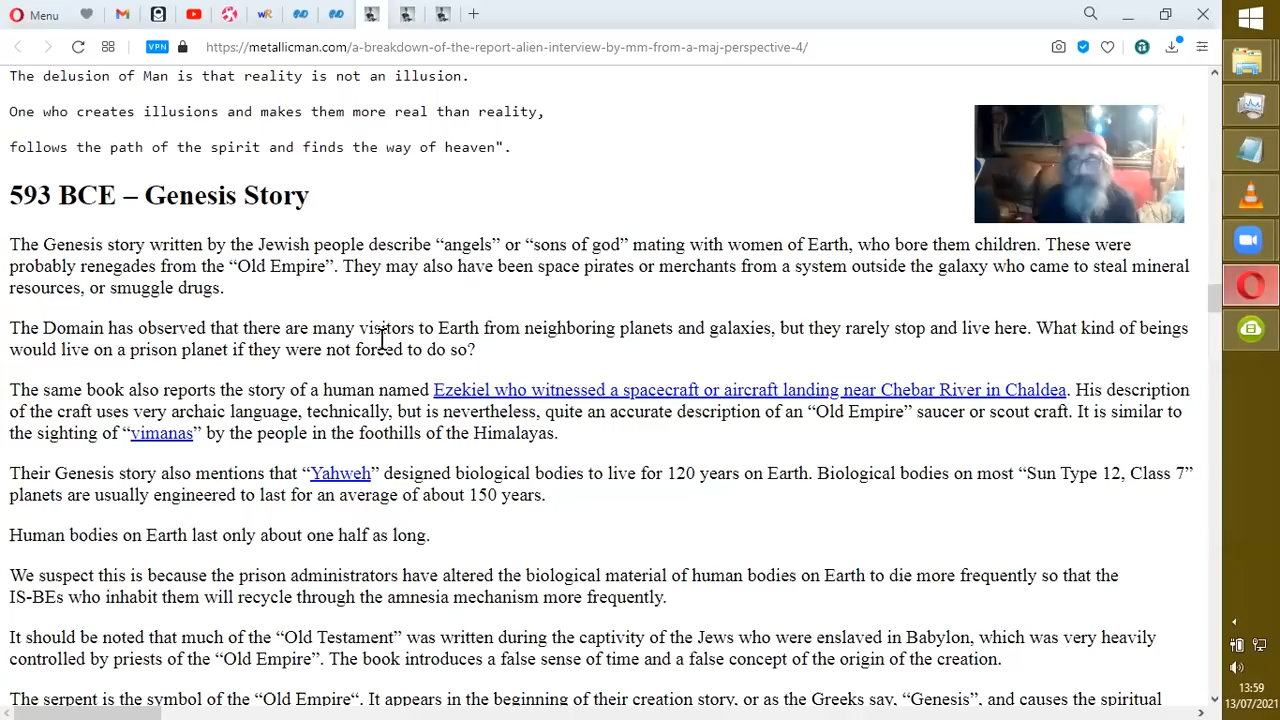 Menu
https://metallicman.com/a-breakdown-of-the-report-alien-interview-by-mm-from-a-maj-perspective-4/
VPN
The delusion of Man is that reality is not an illusion.
One who creates illusions and makes them more real than reality,
follows the path of the spirit and finds the way of heaven".
593 BCE – Genesis Story
The Genesis story written by the Jewish people describe “angels” or “sons of god” mating with women of Earth, who bore them children. These were
probably renegades from the “Old Empire”. They may also have been space pirates or merchants from a system outside the galaxy who came to steal mineral
resources, or smuggle drugs.
The Domain has observed that there are many visitors to Earth from neighboring planets and galaxies, but they rarely stop and live here. What kind of beings
would live on a prison planet if they were not forced to do so?
The same book also reports the story of a human named Ezekiel who witnessed a spacecraft or aircraft landing near Chebar River in Chaldea. His description
of the craft uses very archaic language, technically, but is nevertheless, quite an accurate description of an “Old Empire” saucer or scout craft. It is similar to
the sighting of “vimanas” by the people in the foothills of the Himalayas.
Their Genesis story also mentions that “Yahweh” designed biological bodies to live for 120 years on Earth. Biological bodies on most “Sun Type 12, Class 7”
planets are usually engineered to last for an average of about 150 years.
Human bodies on Earth last only about one half as long.
We suspect this is because the prison administrators have altered the biological material of human bodies on Earth to die more frequently so that the
IS-BEs who inhabit them will recycle through the amnesia mechanism more frequently.
It should be noted that much of the “Old Testament” was written during the captivity of the Jews who were enslaved in Babylon, which was very heavily
controlled by priests of the “Old Empire”. The book introduces a false sense of time and a false concept of the origin of the creation.
The serpent is the symbol of the “Old Empire“. It appears in the beginning of their creation story, or as the Greeks say, “Genesis”, and causes the spiritual
13:59
13/07/2021